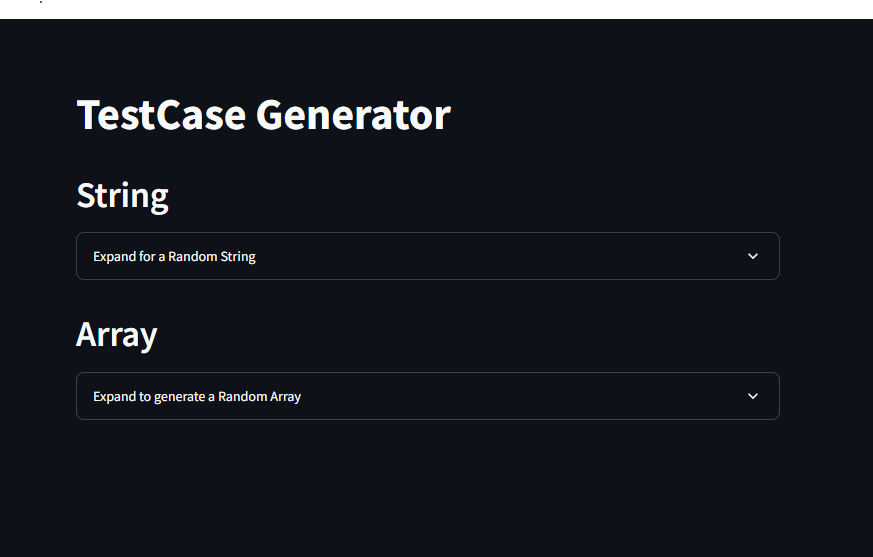 TestCase Generator
String
Expand for a Random String
Array
Expand to generate a Random Array